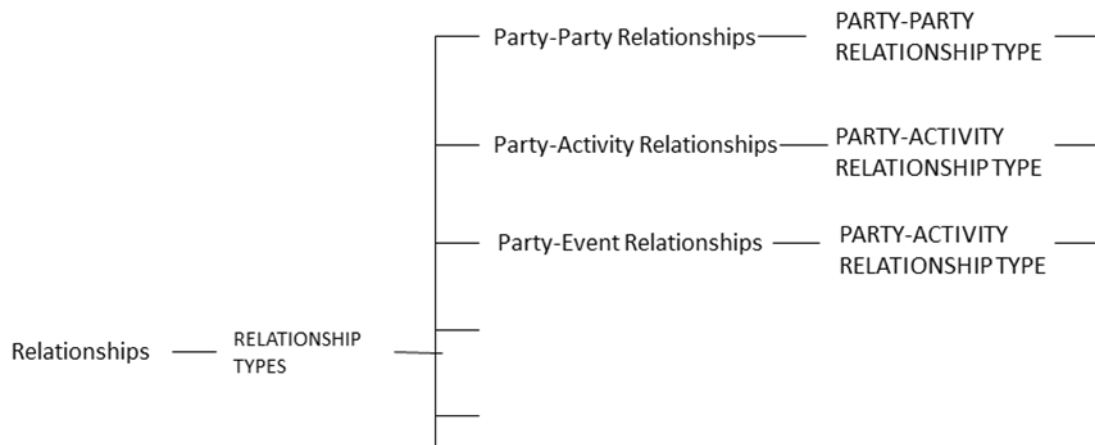 Party-Party Relationships
PARTY-PARTY
RELATIONSHIP TYPE
Party-Activity Relationships
PARTY-ACTIVITY
RELATIONSHIP TYPE
Party-Event Relationships
PARTY-ACTIVITY
RELATIONSHIP TYPE
Relationships
RELATIONSHIP
TYPES